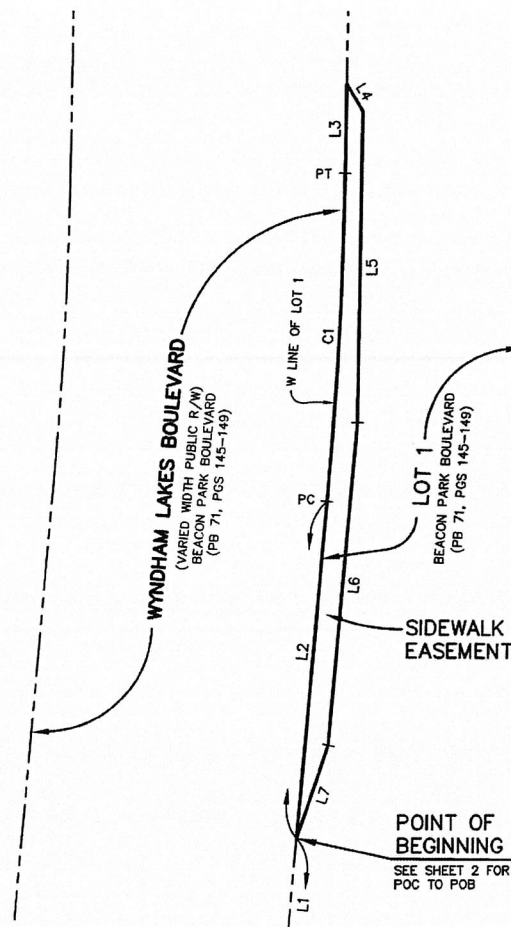 L4
L3
PT
L5
W LINE OF LOT 1
C1
WYNDHAM LAKES BOULEVARD
(VARIED WIDTH PUBLIC R/W)
BEACON PARK BOULEVARD
(PB 71, PGS 145-149)
LOT 1
BEACON PARK BOULEVARD
(PB 71, PGS 145-149)
PC
L6
SIDEWALK
EASEMENT
L2
L7
POINT OF
BEGINNING
SEE SHEET 2 FOR
POC TO POB
L1